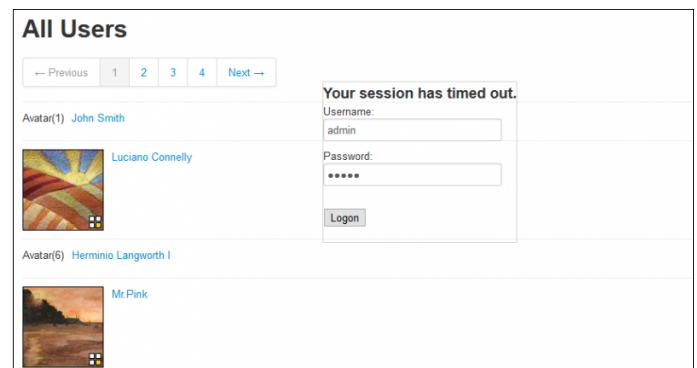 All Users
← Previous 1 2 3 4 Next →
Your session has timed out.
Username:
admin
Password:
•••••
Logon
Avatar(1) John Smith
Luciano Connelly
Avatar(6) Herminio Langworth I
Mr.Pink